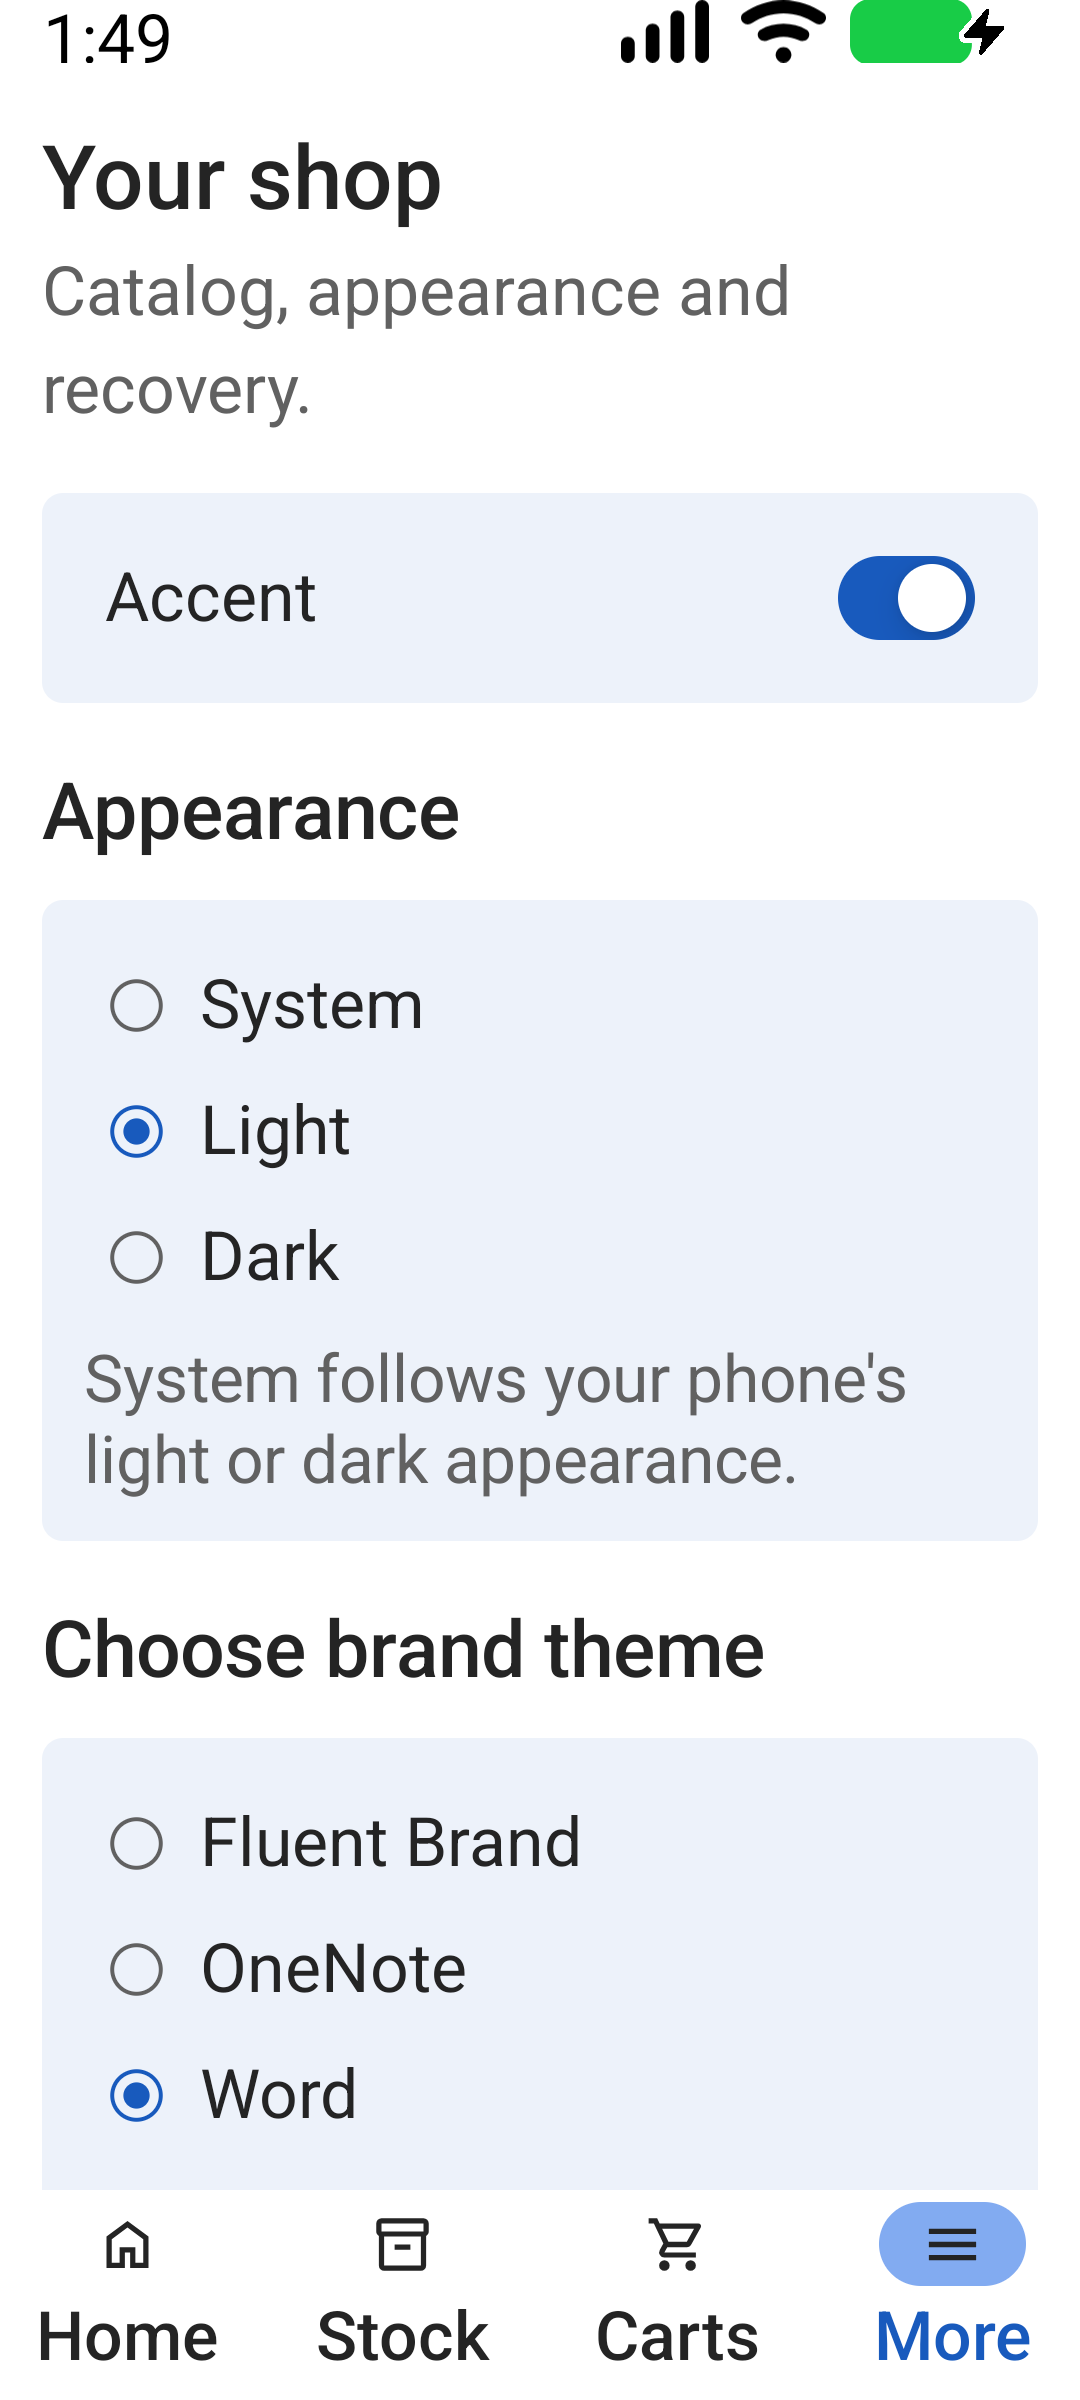 1:49
Your shop
Catalog, appearance and
recovery.
Accent
Appearance
System
Light
Dark
System follows your phone's
light or dark appearance.
Choose brand theme
Fluent Brand
OneNote
Word
Home
Stock
Carts
More